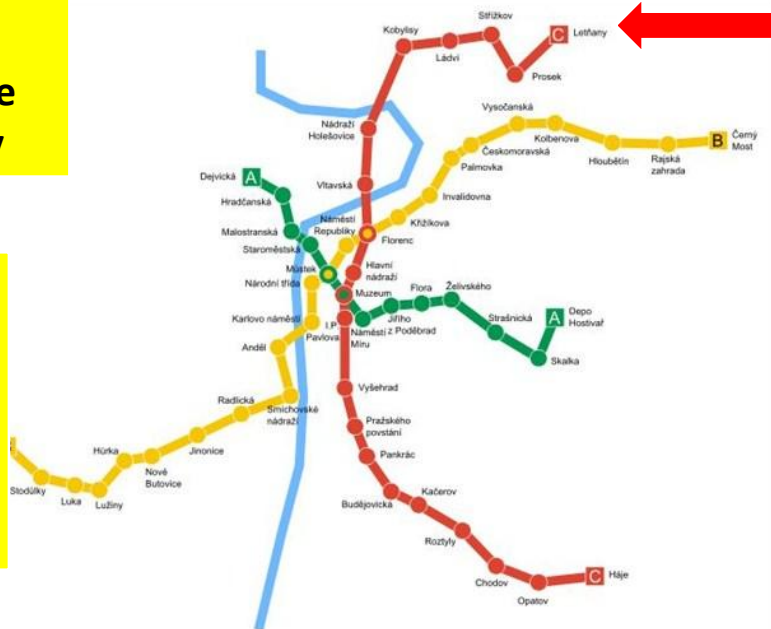 e
y
Střížkov
Kobylisy
C
Letňany
Ládví
Prosek
Vysočanská
Nádraží
Holešovice
Kolbenova
B
Černý
Most
Českomoravská
Hloubětín
Rajská
zahrada
Palmovka
Dejvická
A
Vltavská
Hradčanská
Invalidovna
Náměstí
Republiky
Křižíkova
Malostranská
Florenc
Staroměstská
Můstek
Hlavní
nádraží
Národní třída
Muzeum
Flora
Želivského
Karlovo náměstí
I.P.
Pavlova
Náměstí
Míru
Jiřího
z Poděbrad
Strašnická
A
Depo
Hostivař
Anděl
Skalka
Vyšehrad
Radlická
Smíchovské
nádraží
Pražského
povstání
Jinonice
Hůrka
Nové
Butovice
Pankrác
Stodůlky
Luka
Lužiny
Budějovická
Kačerov
Roztyly
Chodov
Opatov
C
Háje